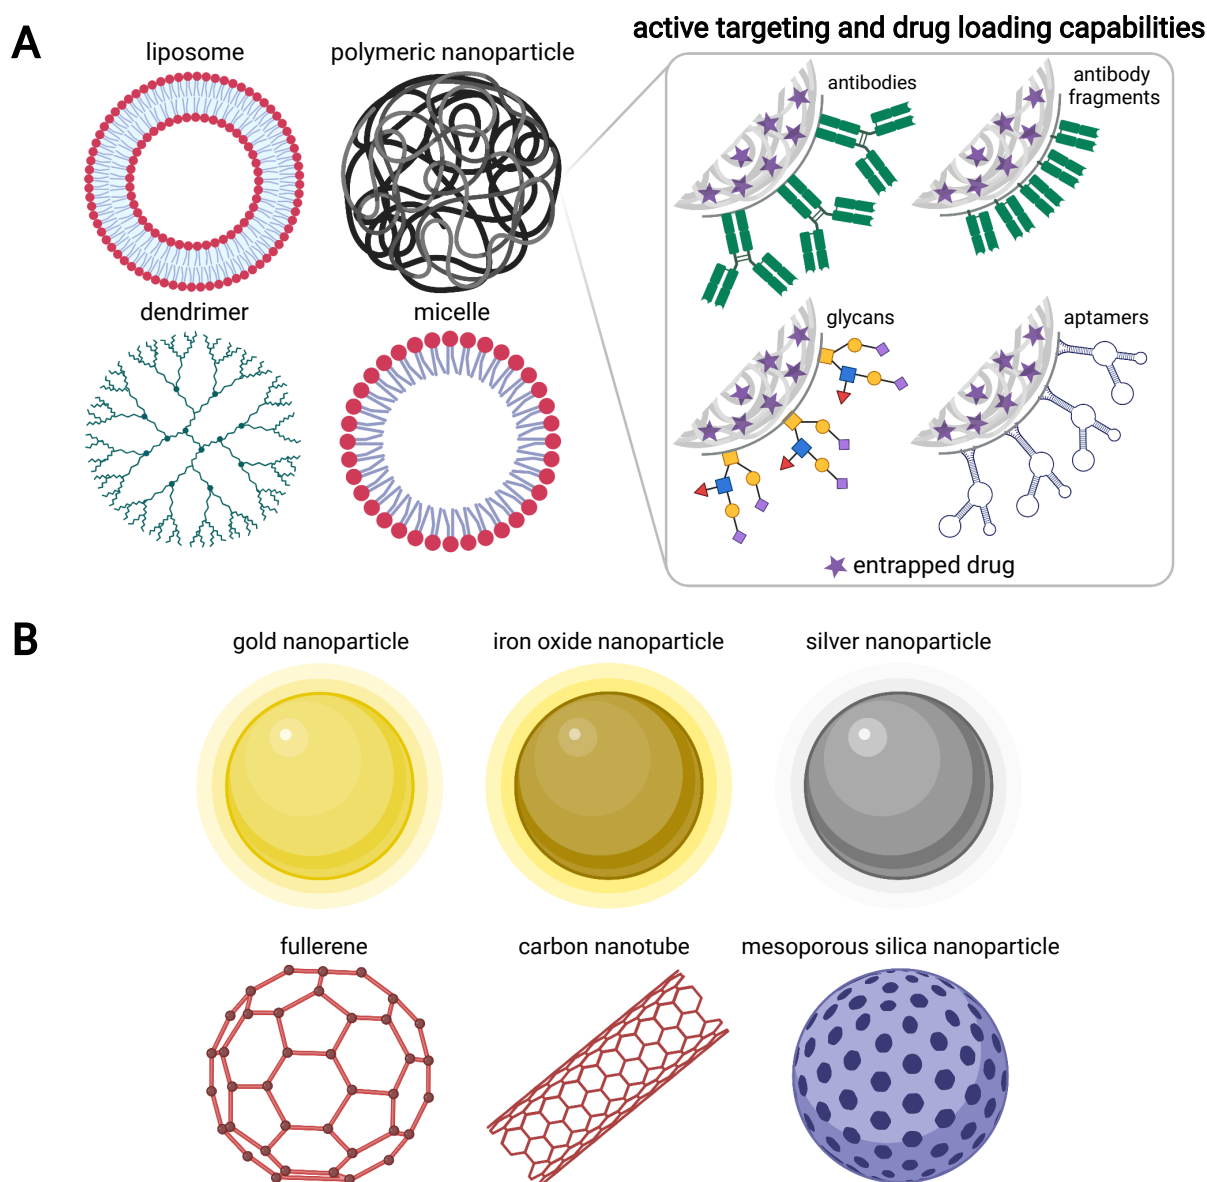 A
active targeting and drug loading capabilities
liposome
polymeric nanoparticle
antibodies
antibody
fragments
dendrimer
micelle
glycans
aptamers
entrapped drug
B
gold nanoparticle
iron oxide nanoparticle
silver nanoparticle
fullerene
carbon nanotube
mesoporous silica nanoparticle